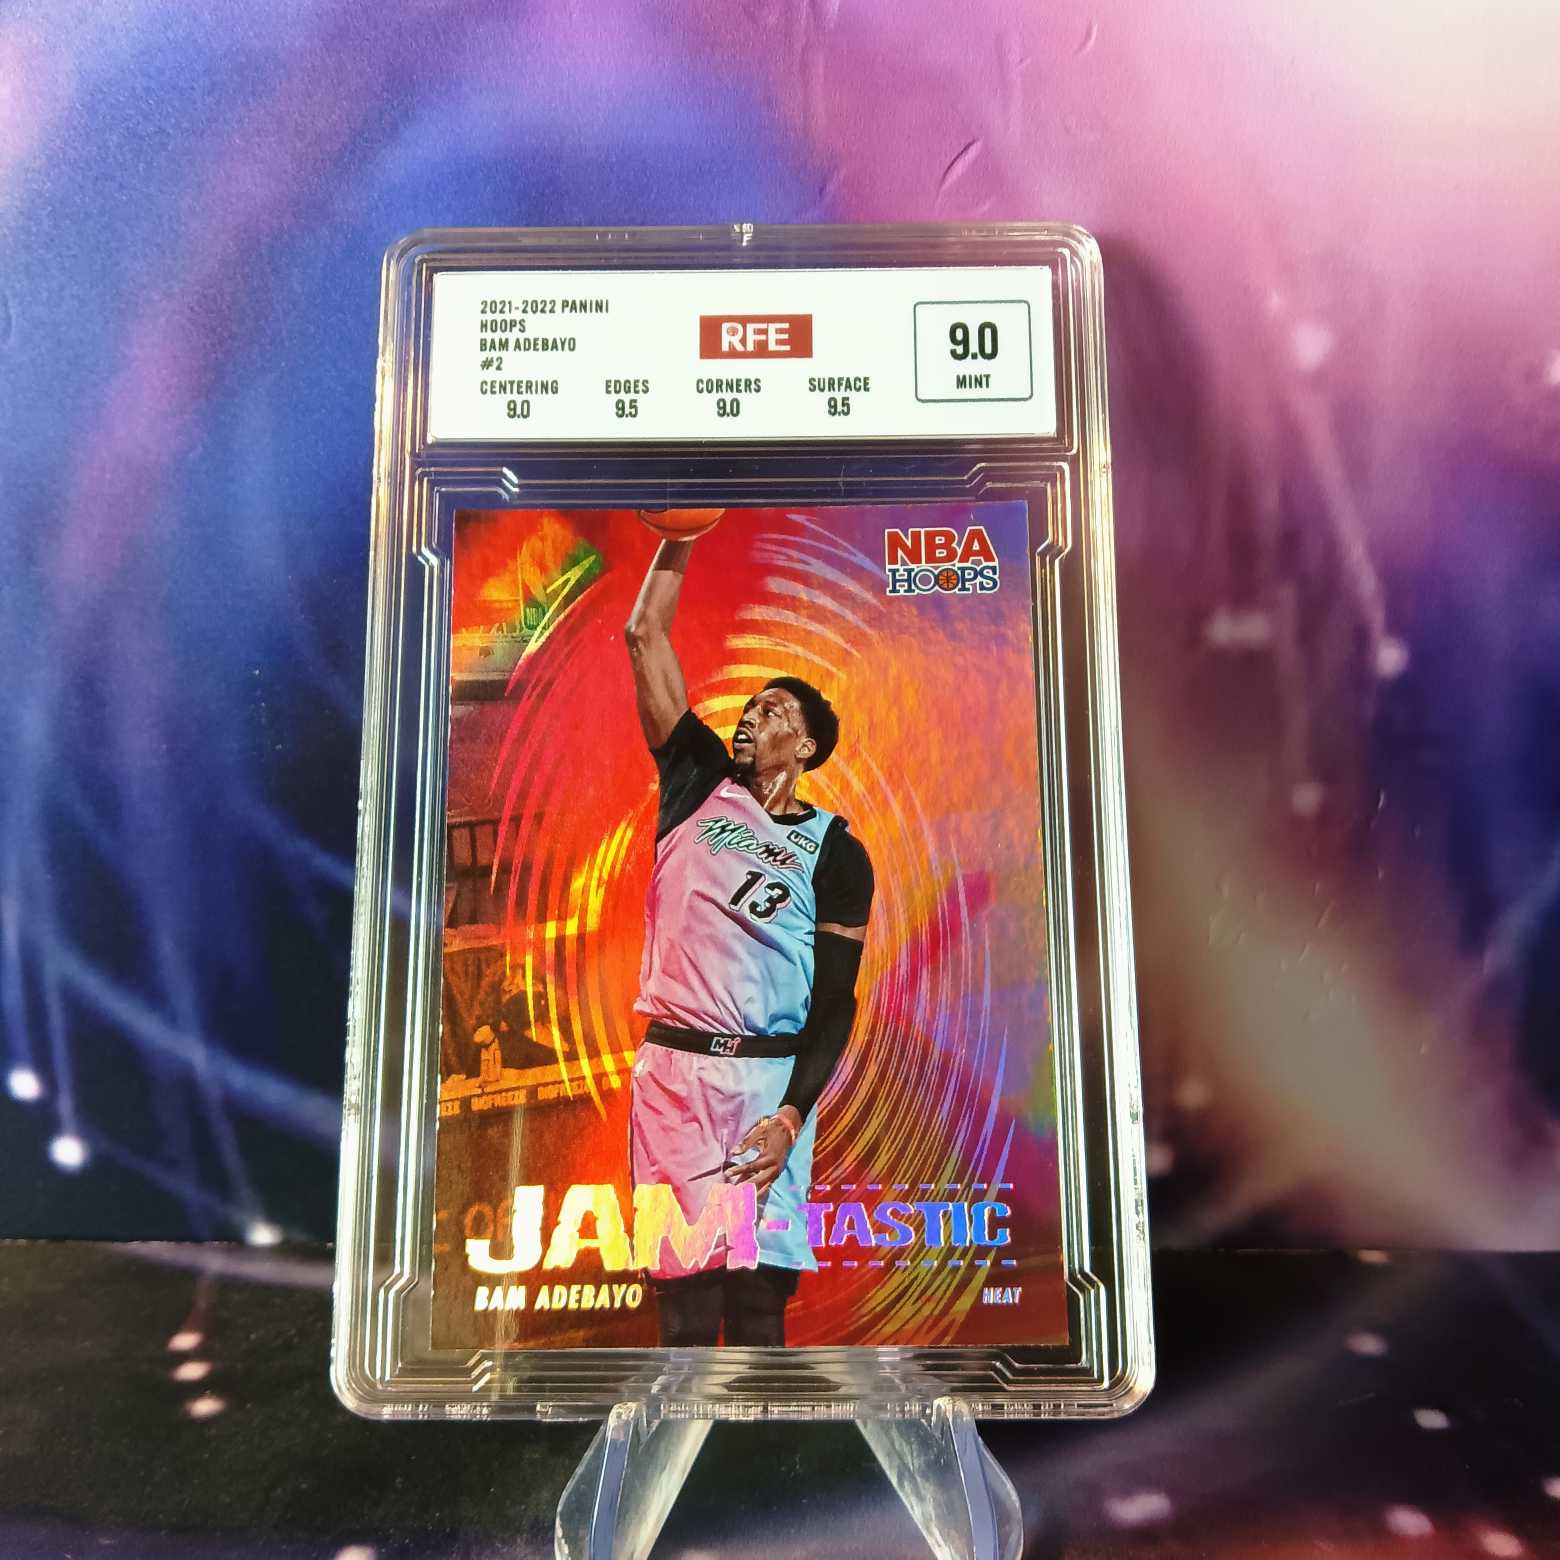 2021-2022 PANINI
HOOPS
BAM ADEBAYO
#2
RFE
9.0
MINT
CENTERING EDGES CORNERS SURFACE
9.0 9.5 9.0 9.5
NBA
HOOPS
Miami
UKG
13
JAM-TASTIC
BAM ADEBAYO
HEAT